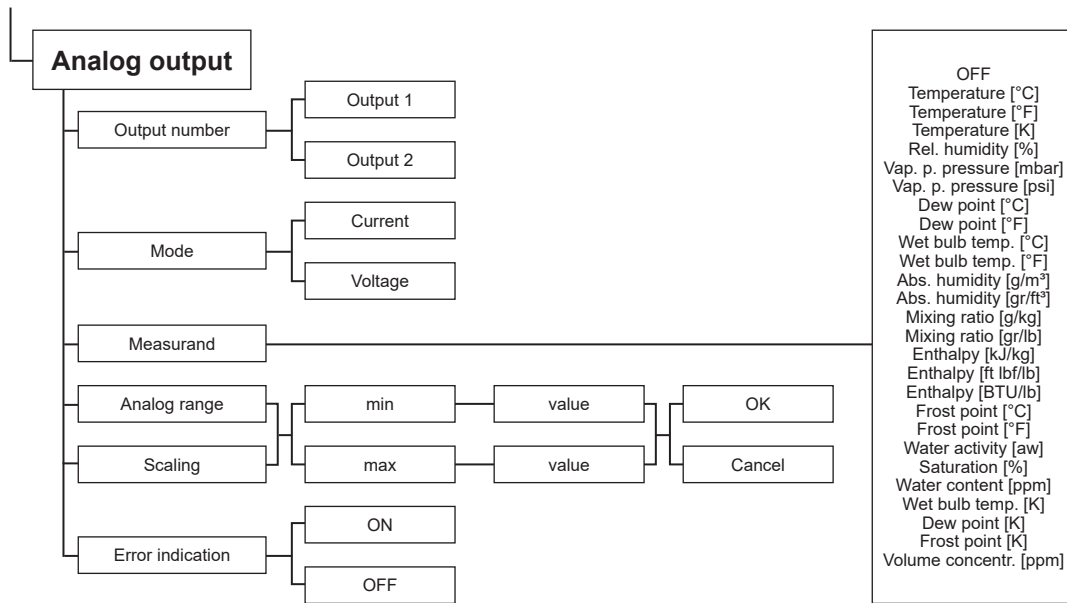 Analog output
Output number
Output 1
Output 2
Mode
Current
Voltage
Measurand
Analog range
Scaling
min
value
max
value
OK
Cancel
Error indication
ON
OFF
OFF
Temperature [°C]
Temperature [°F]
Temperature [K]
Rel. humidity [%]
Vap. p. pressure [mbar]
Vap. p. pressure [psi]
Dew point [°C]
Dew point [°F]
Wet bulb temp. [°C]
Wet bulb temp. [°F]
Abs. humidity [g/m³]
Abs. humidity [gr/ft³]
Mixing ratio [g/kg]
Mixing ratio [gr/lb]
Enthalpy [kJ/kg]
Enthalpy [ft lbf/lb]
Enthalpy [BTU/lb]
Frost point [°C]
Frost point [°F]
Water activity [aw]
Saturation [%]
Water content [ppm]
Wet bulb temp. [K]
Dew point [K]
Frost point [K]
Volume concentr. [ppm]